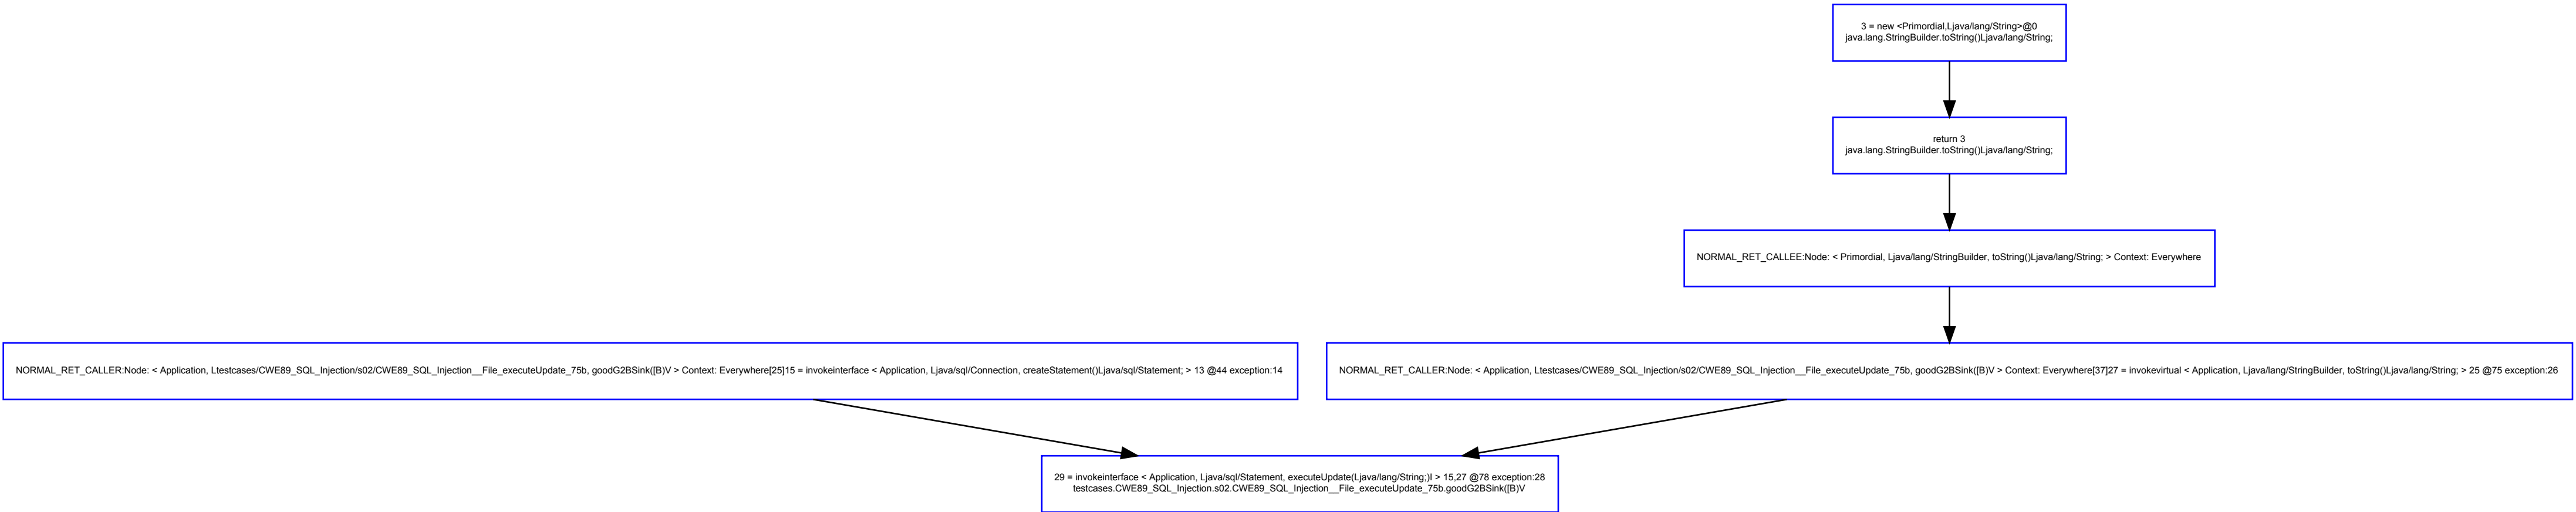 3 = new <Primordial,Ljava/lang/String>@0
java.lang.StringBuilder.toString()Ljava/lang/String;
return 3
java.lang.StringBuilder.toString()Ljava/lang/String;
NORMAL_RET_CALLEE:Node: < Primordial, Ljava/lang/StringBuilder, toString()Ljava/lang/String; > Context: Everywhere
NORMAL_RET_CALLER:Node: < Application, Ltestcases/CWE89_SQL_Injection/s02/CWE89_SQL_Injection__File_executeUpdate_75b, goodG2BSink([B)V > Context: Everywhere[25]15 = invokeinterface < Application, Ljava/sql/Connection, createStatement()Ljava/sql/Statement; > 13 @44 exception:14
NORMAL_RET_CALLER:Node: < Application, Ltestcases/CWE89_SQL_Injection/s02/CWE89_SQL_Injection__File_executeUpdate_75b, goodG2BSink([B)V > Context: Everywhere[37]27 = invokevirtual < Application, Ljava/lang/StringBuilder, toString()Ljava/lang/String; > 25 @75 exception:26
29 = invokeinterface < Application, Ljava/sql/Statement, executeUpdate(Ljava/lang/String;)I > 15,27 @78 exception:28
testcases.CWE89_SQL_Injection.s02.CWE89_SQL_Injection__File_executeUpdate_75b.goodG2BSink([B)V